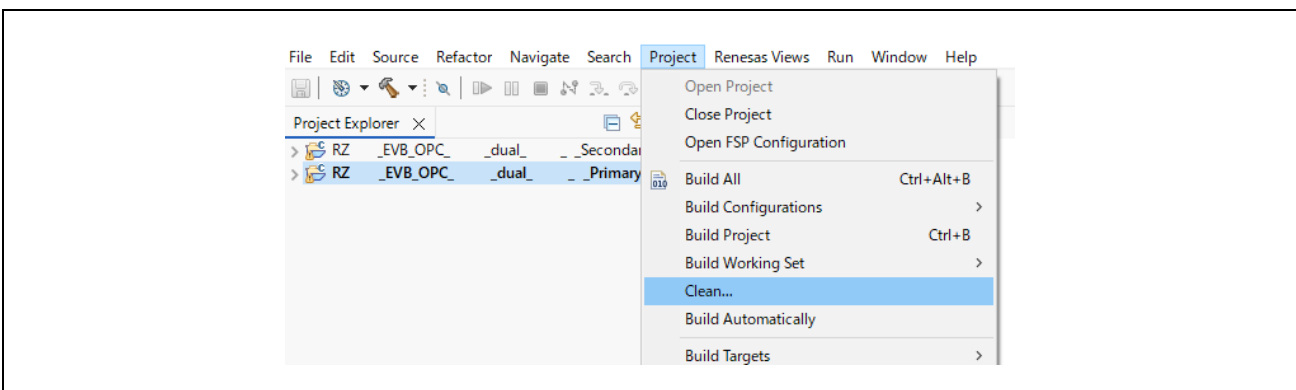 File Edit Source Refactor Navigate Search Project Renesas Views Run Window Help
Open Project
Project Explorer
Close Project
Open FSP Configuration
RZ _EVB_OPC_ _dual_ _ _Secondar
RZ _EVB_OPC_ _dual_ _ _Primary
010
Build All Ctrl+Alt+B
Build Configurations >
Build Project Ctrl+B
Build Working Set >
Clean...
Build Automatically
Build Targets >